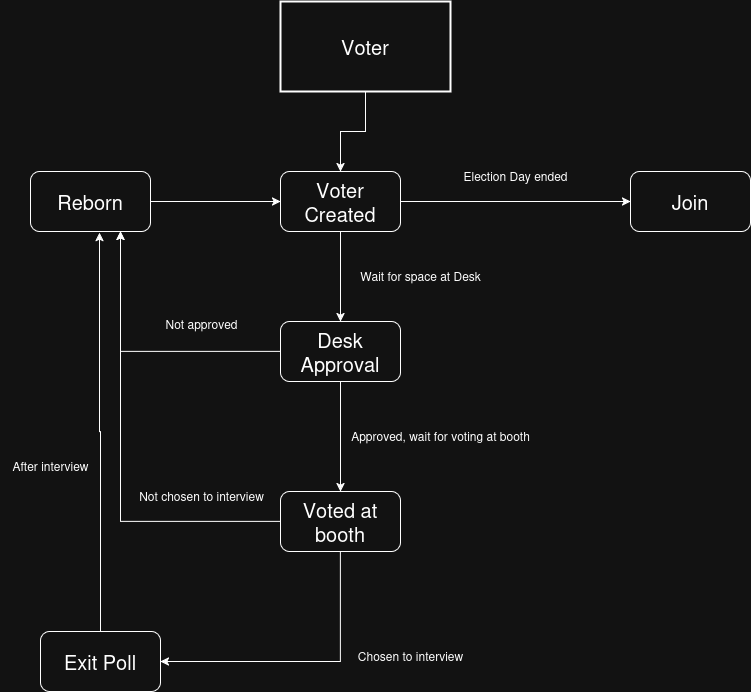 Voter
Reborn
Voter
Created
Election Day ended
Join
Wait for space at Desk
Not approved
Desk
Approval
Approved, wait for voting at booth
After interview
Not chosen to interview
Voted at
booth
Exit Poll
Chosen to interview